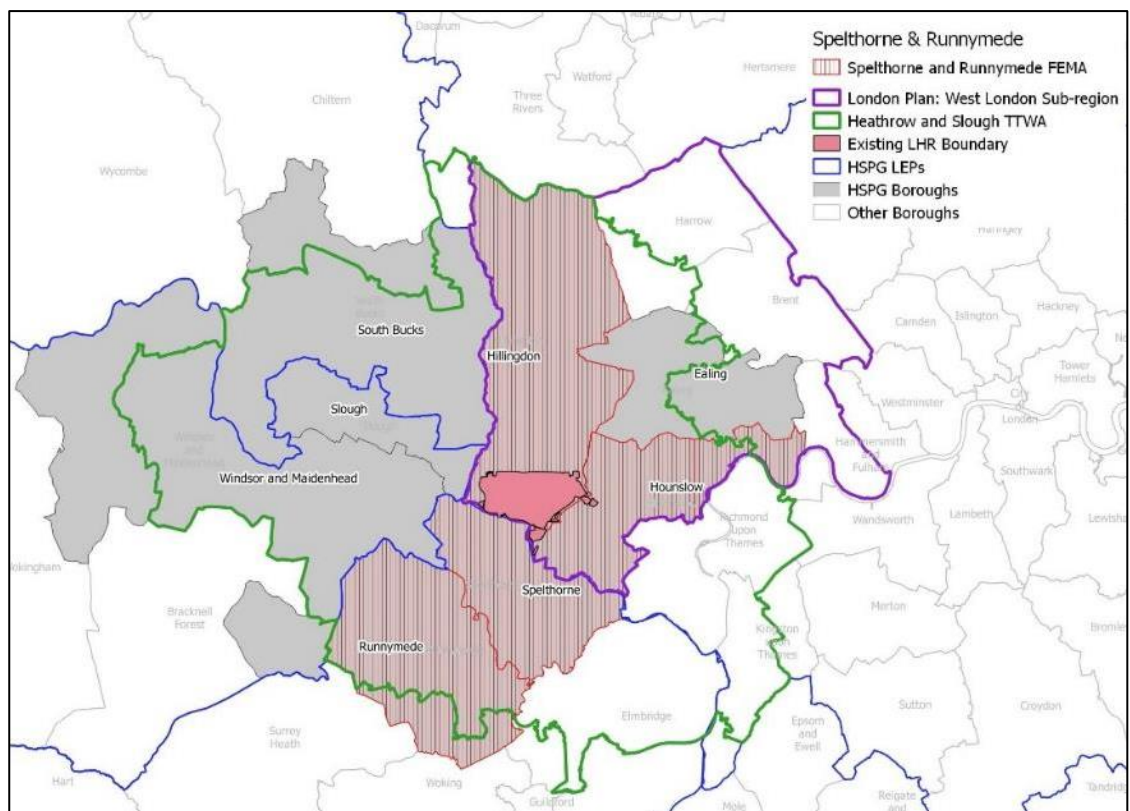 Dacorum
Watford
Hertsmere
Three
Rivers
Chiltern
Wycombe
Spelthorne & Runnymede
Spelthorne and Runnymede FEMA
London Plan: West London Sub-region
Heathrow and Slough TTWA
Existing LHR Boundary
HSPG LEPs
HSPG Boroughs
Other Boroughs
Harrow
Brent
Camden
Islington
Hackney
Tower
Hamlets
Westminster
London
South Bucks
Hillingdon
Ealing
Slough
Windsor and Maidenhead
Hounslow
Hammersmith
and
Fulham
Wandsworth
Lambeth
Southwark
Lewisha
Richmond
upon
Thames
Spelthorne
Runnymede
Bracknell
Forest
Kingston
upon
Thames
Merton
Bromle
Sutton
Croydon
Elmbridge
Epsom
and
Ewell
Surrey
Heath
Hart
Woking
Guildford
Mole
Reigate
and
Tandridg